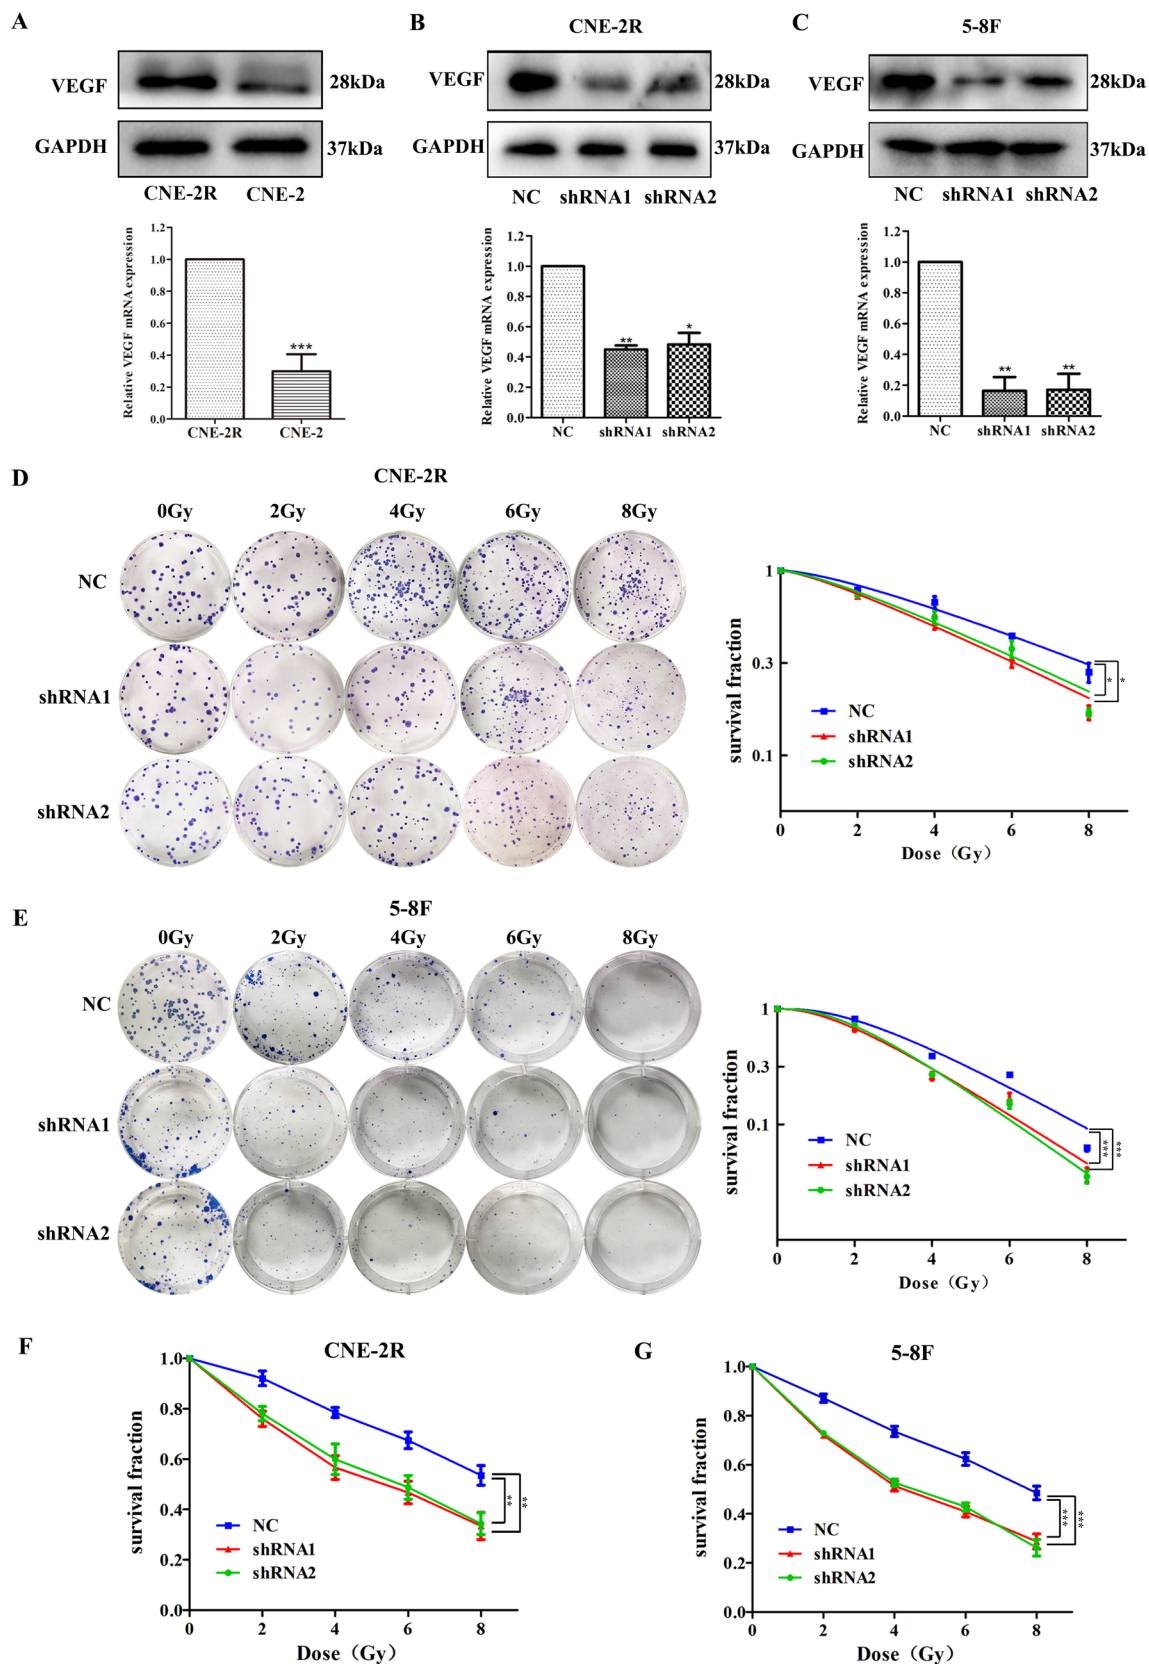 A
VEGF
28kDa
GAPDH
37kDa
CNE-2R CNE-2
Relative VEGF mRNA expression
1.2
1.0
0.8
0.6
0.4
0.2
0.0
***
CNE-2R CNE-2
B
CNE-2R
VEGF
28kDa
GAPDH
37kDa
NC shRNA1 shRNA2
Relative VEGF mRNA expression
1.2
1.0
0.8
0.6
0.4
0.2
0.0
**
*
NC shRNA1 shRNA2
C
5-8F
VEGF
28kDa
GAPDH
37kDa
NC shRNA1 shRNA2
Relative VEGF mRNA expression
1.2
1.0
0.8
0.6
0.4
0.2
0.0
**
**
NC shRNA1 shRNA2
D
CNE-2R
0Gy 2Gy 4Gy 6Gy 8Gy
NC
shRNA1
shRNA2
survival fraction
1
0.3
0.1
NC
shRNA1
shRNA2
*
*
0 2 4 6 8
Dose（Gy）
E
5-8F
0Gy 2Gy 4Gy 6Gy 8Gy
NC
shRNA1
shRNA2
survival fraction
1
0.3
0.1
NC
shRNA1
shRNA2
***
***
0 2 4 6 8
Dose（Gy）
F
CNE-2R
survival fraction
1.0
0.8
0.6
0.4
0.2
0.0
NC
shRNA1
shRNA2
**
**
0 2 4 6 8
Dose（Gy）
G
5-8F
survival fraction
1.0
0.8
0.6
0.4
0.2
0.0
NC
shRNA1
shRNA2
***
***
0 2 4 6 8
Dose（Gy）